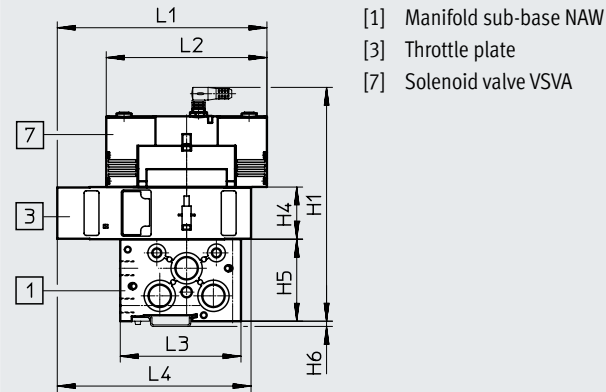 L1
L2
[1] Manifold sub-base NAW
[3] Throttle plate
[7] Solenoid valve VSVA
7
3
1
H1
H4
H5
H6
L3
L4